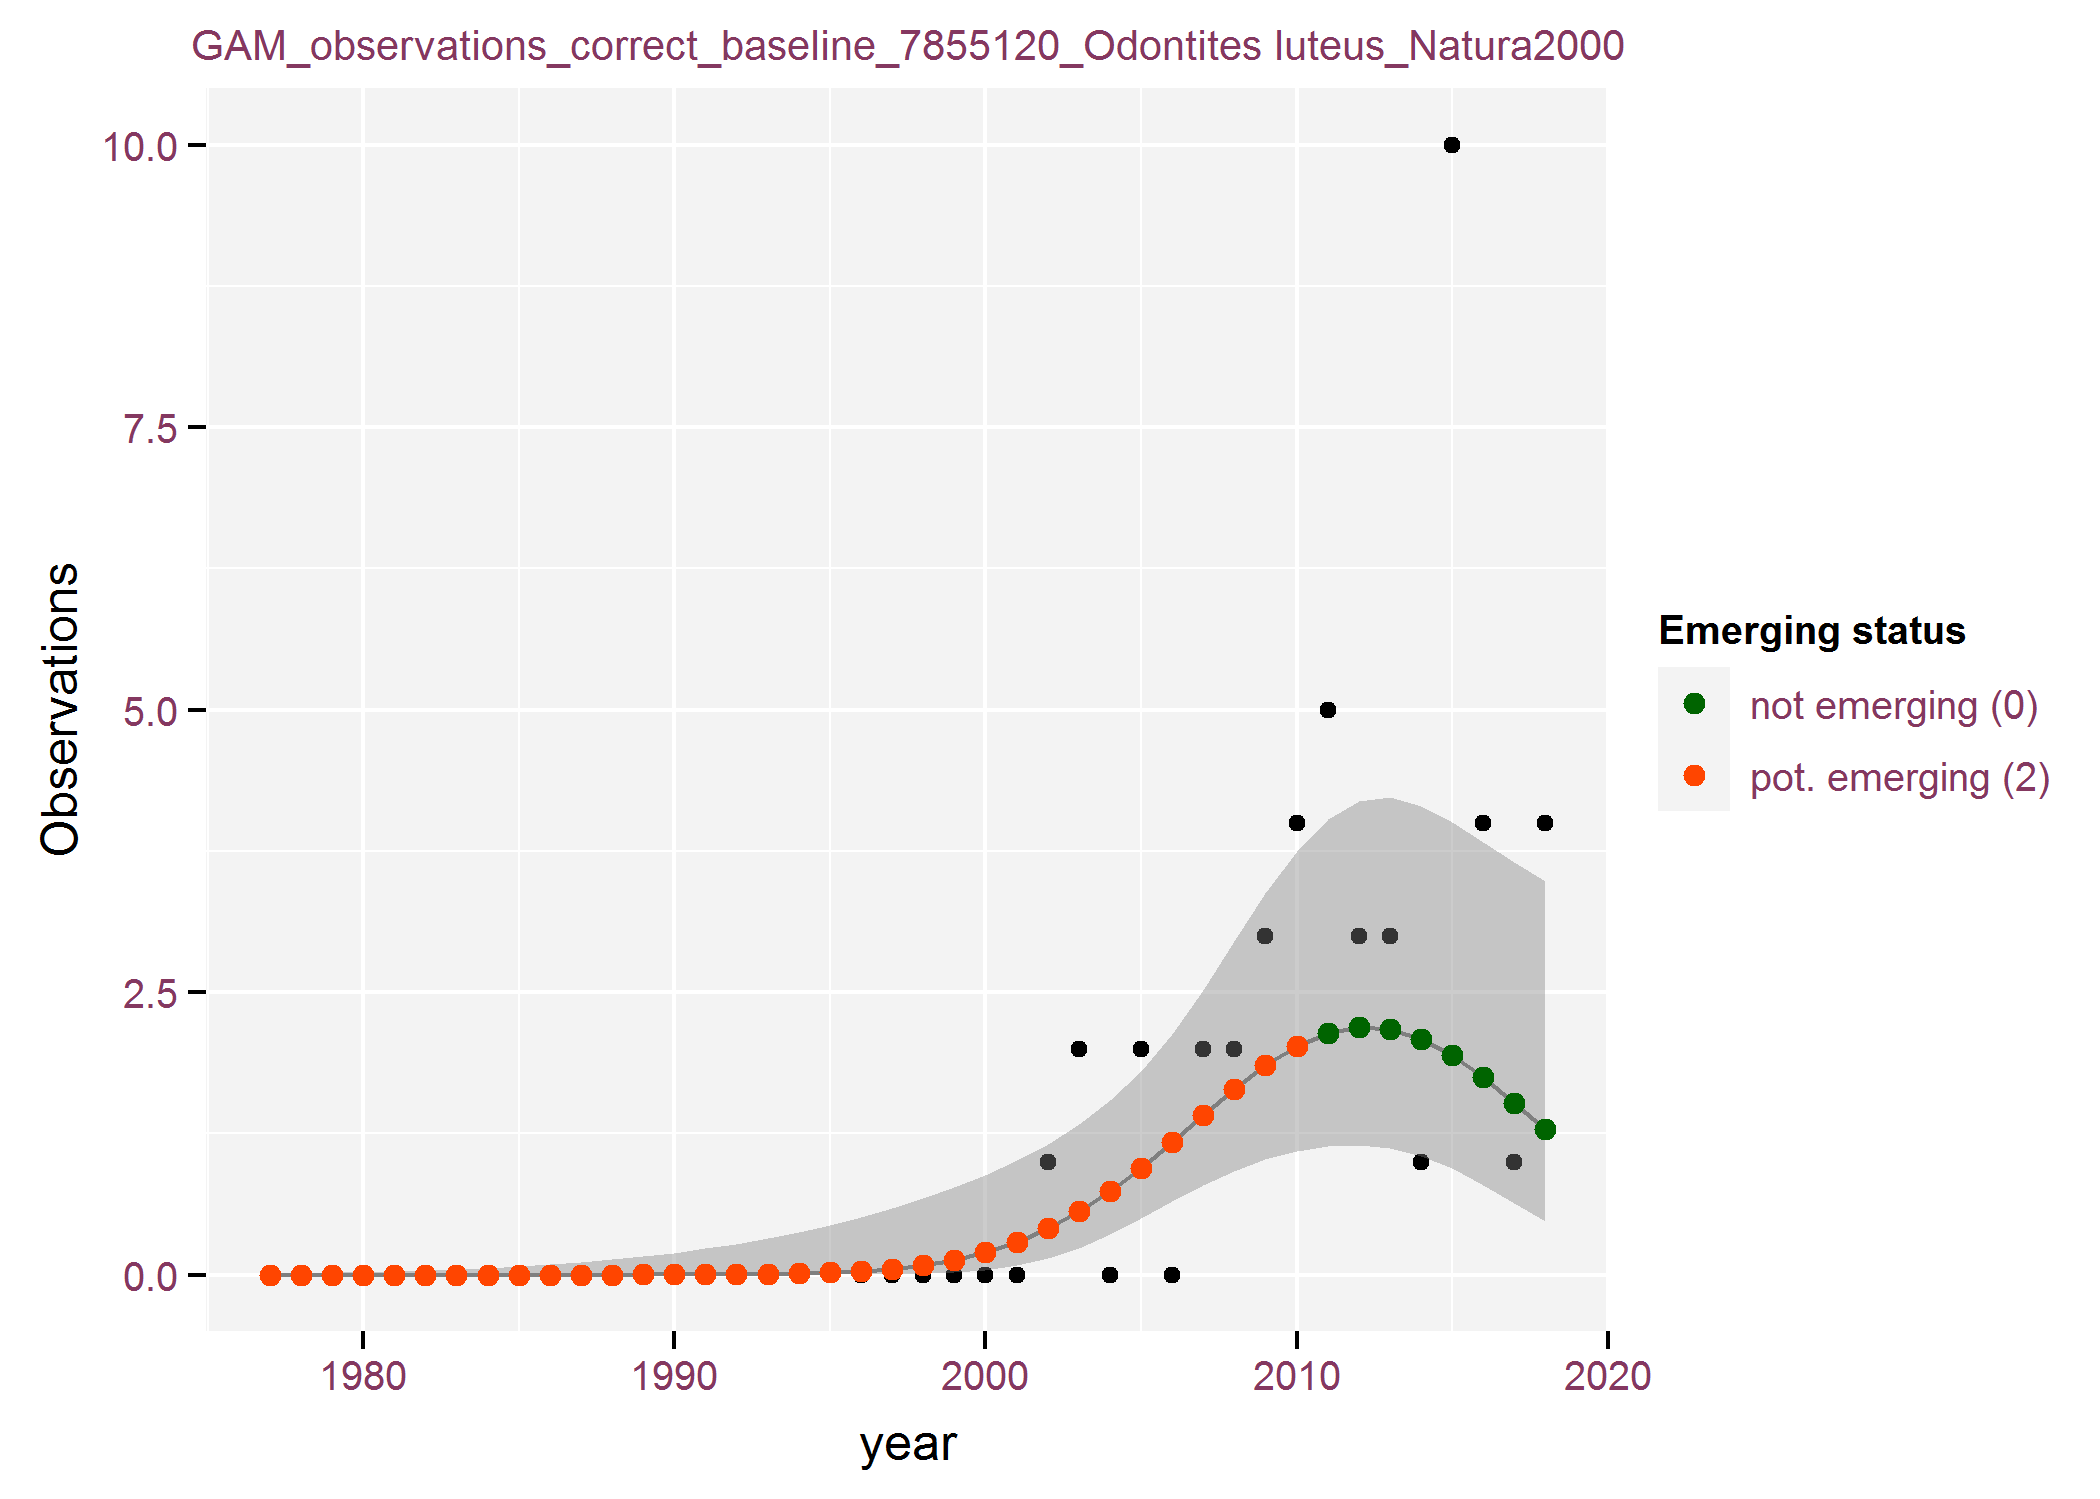 GAM_observations_correct_baseline_7855120_Odontites luteus_Natura2000
10.0
7.5
5.0
2.5
0.0
Observations
1980 1990 2000 2010 2020
year
Emerging status
not emerging (0)
pot. emerging (2)